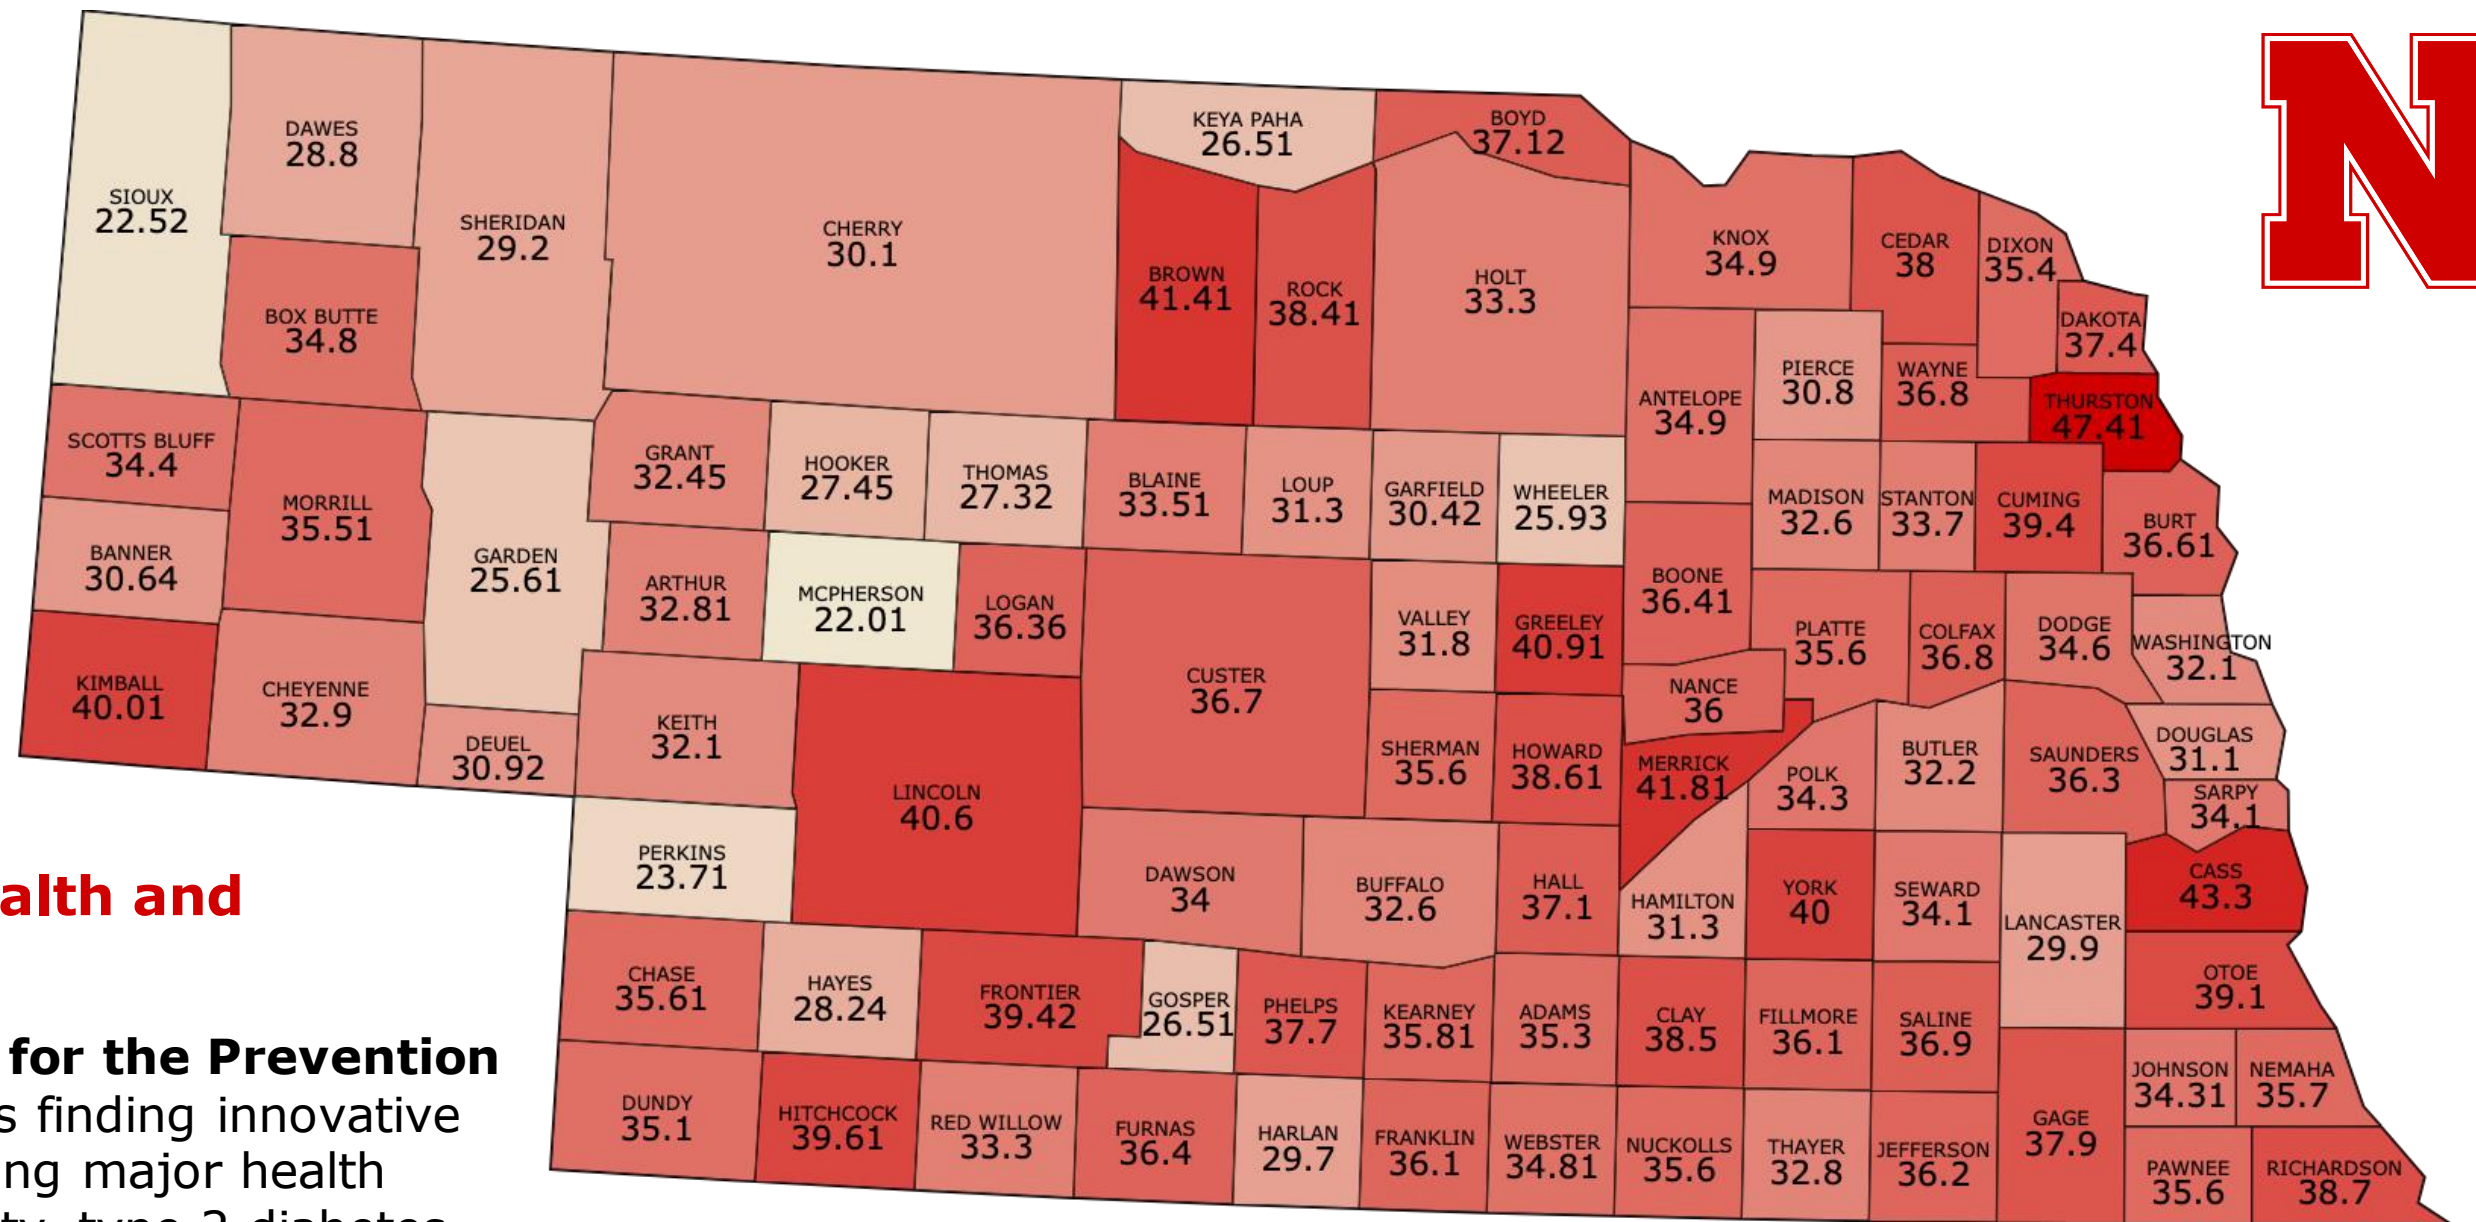 SIOUX
22.52
DAWES
28.8
SHERIDAN
29.2
CHERRY
30.1
KEYA PAHA
26.51
BOYD
37.12
BOX BUTTE
34.8
BROWN
41.41
ROCK
38.41
HOLT
33.3
KNOX
34.9
CEDAR
38
DIXON
35.4
DAKOTA
37.4
N
ANTELOPE
34.9
PIERCE
30.8
WAYNE
36.8
THURSTON
47.41
SCOTTS BLUFF
34.4
MORRILL
35.51
GARDEN
25.61
GRANT
32.45
HOOKER
27.45
THOMAS
27.32
BLAINE
33.51
LOUP
31.3
GARFIELD
30.42
WHEELER
25.93
MADISON
32.6
STANTON
33.7
CUMING
39.4
BURT
36.61
BANNER
30.64
ARTHUR
32.81
MCPHERSON
22.01
LOGAN
36.36
CUSTER
36.7
VALLEY
31.8
GREELEY
40.91
BOONE
36.41
PLATTE
35.6
COLFAX
36.8
DODGE
34.6
WASHINGTON
32.1
KIMBALL
40.01
CHEYENNE
32.9
DEUEL
30.92
KEITH
32.1
LINCOLN
40.6
SHERMAN
35.6
HOWARD
38.61
NANCE
36
MERRICK
41.81
POLK
34.3
BUTLER
32.2
SAUNDERS
36.3
DOUGLAS
31.1
SARPY
34.1
PERKINS
23.71
DAWSON
34
BUFFALO
32.6
HALL
37.1
HAMILTON
31.3
YORK
40
SEWARD
34.1
LANCASTER
29.9
CASS
43.3
CHASE
35.61
HAYES
28.24
FRONTIER
39.42
GOSPER
26.51
PHELPS
37.7
KEARNEY
35.81
ADAMS
35.3
CLAY
38.5
FILLMORE
36.1
SALINE
36.9
OTOE
39.1
DUNDY
35.1
HITCHCOCK
39.61
RED WILLOW
33.3
FURNAS
36.4
HARLAN
29.7
FRANKLIN
36.1
WEBSTER
34.81
NUCKOLLS
35.6
THAYER
32.8
JEFFERSON
36.2
GAGE
37.9
JOHNSON
34.31
NEMAHA
35.7
PAWNEE
35.6
RICHARDSON
38.7
alth and
for the Prevention
s finding innovative
ng major health
ty, type 2 diabetes